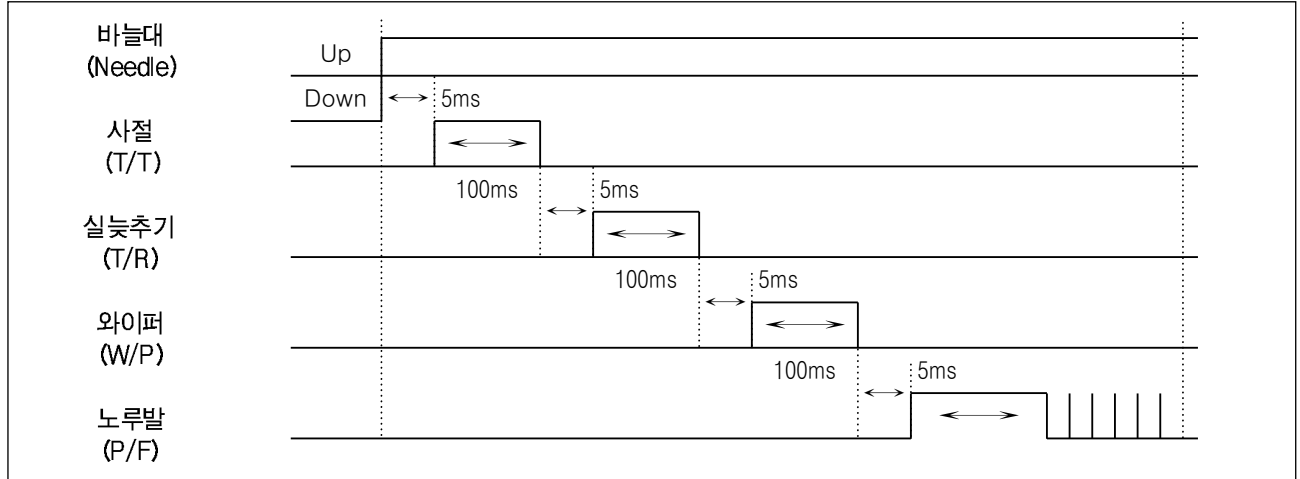 바늘대
(Needle)
Up
Down
5ms
사절
(T/T)
100ms
5ms
실늦추기
(T/R)
100ms
5ms
와이퍼
(W/P)
100ms
5ms
노루발
(P/F)